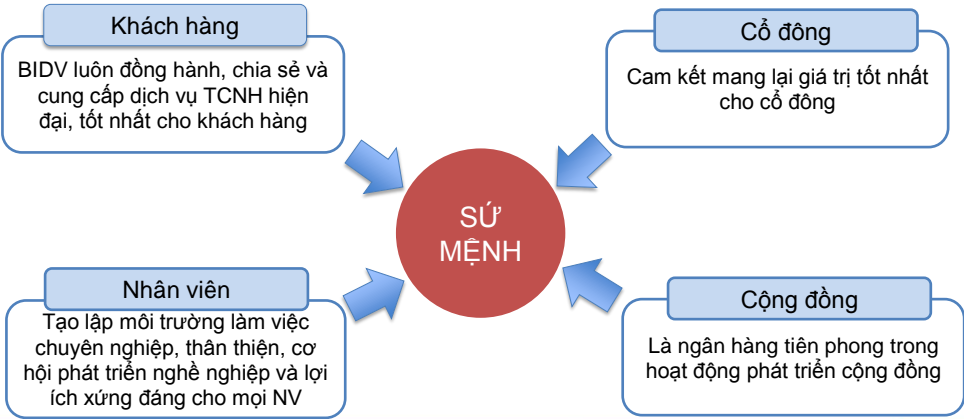 Khách hàng
BIDV luôn đồng hành, chia sẻ và
cung cấp dịch vụ TCNH hiện
đại, tốt nhất cho khách hàng
Cổ đông
Cam kết mang lại giá trị tốt nhất
cho cổ đông
SỨ
MỆNH
Nhân viên
Tạo lập môi trường làm việc
chuyên nghiệp, thân thiện, cơ
hội phát triển nghề nghiệp và lợi
ích xứng đáng cho mọi NV
Cộng đồng
Là ngân hàng tiên phong trong
hoạt động phát triển cộng đồng